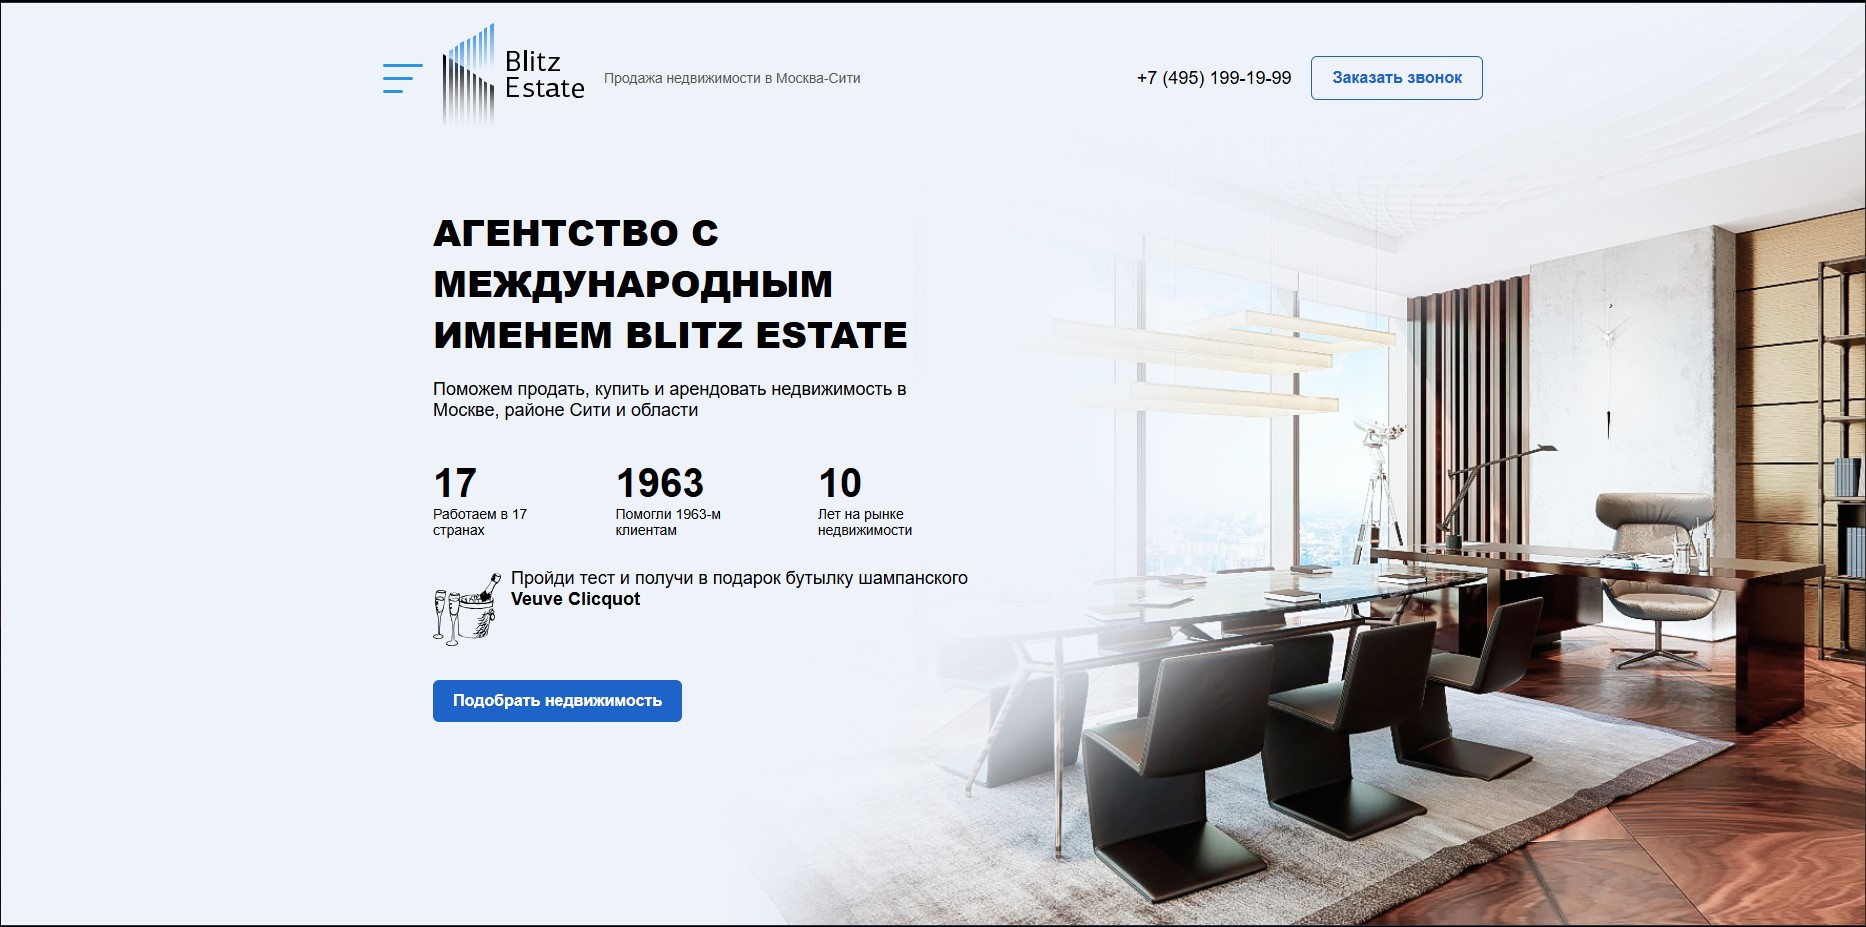 Blitz
Estate
Продажа недвижимости в Москва-Сити
+7 (495) 199-19-99
Заказать звонок
АГЕНТСТВО С
МЕЖДУНАРОДНЫМ
ИМЕНЕМ BLITZ ESTATE
Поможем продать, купить и арендовать недвижимость в
Москве, районе Сити и области
17
Работаем в 17
странах
1963
Помогли 1963-м
клиентам
10
Лет на рынке
недвижимости
Пройди тест и получи в подарок бутылку шампанского
Veuve Clicquot
Подобрать недвижимость